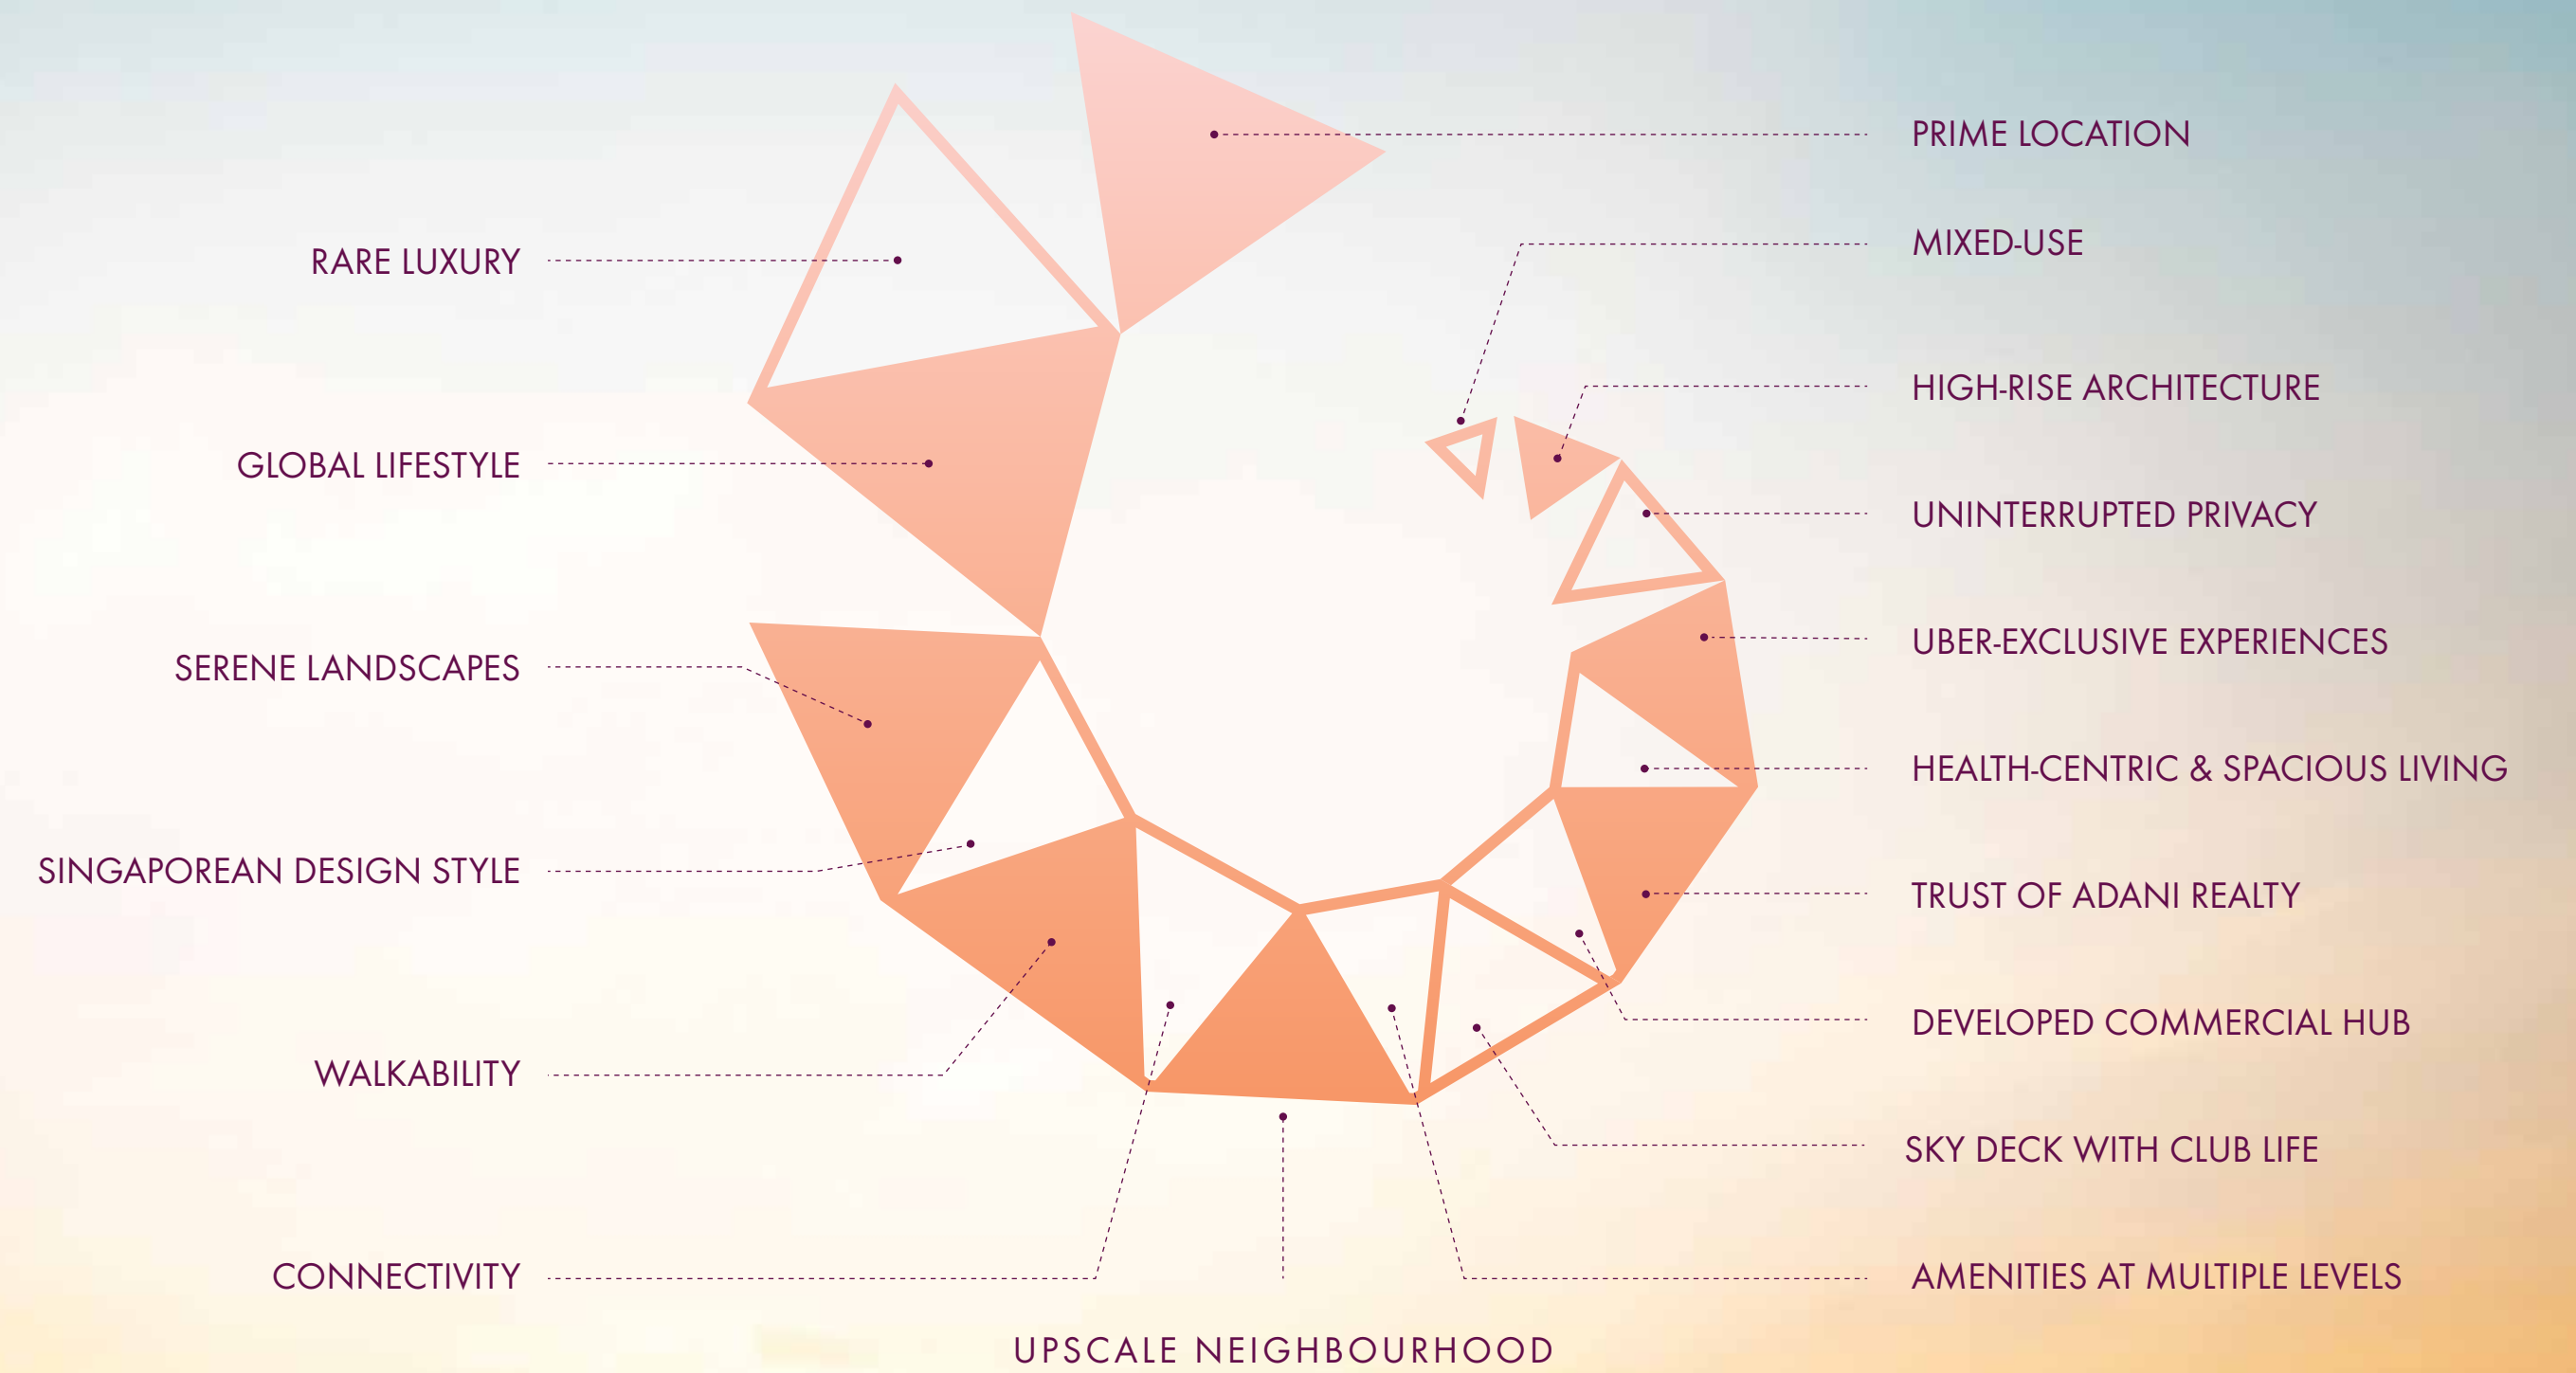 PRIME LOCATION
MIXED-USE
RARE LUXURY
HIGH-RISE ARCHITECTURE
GLOBAL LIFESTYLE
UNINTERRUPTED PRIVACY
UBER-EXCLUSIVE EXPERIENCES
SERENE LANDSCAPES
HEALTH-CENTRIC & SPACIOUS LIVING
SINGAPOREAN DESIGN STYLE
TRUST OF ADANI REALTY
DEVELOPED COMMERCIAL HUB
WALKABILITY
SKY DECK WITH CLUB LIFE
CONNECTIVITY
AMENITIES AT MULTIPLE LEVELS
UPSCALE NEIGHBOURHOOD